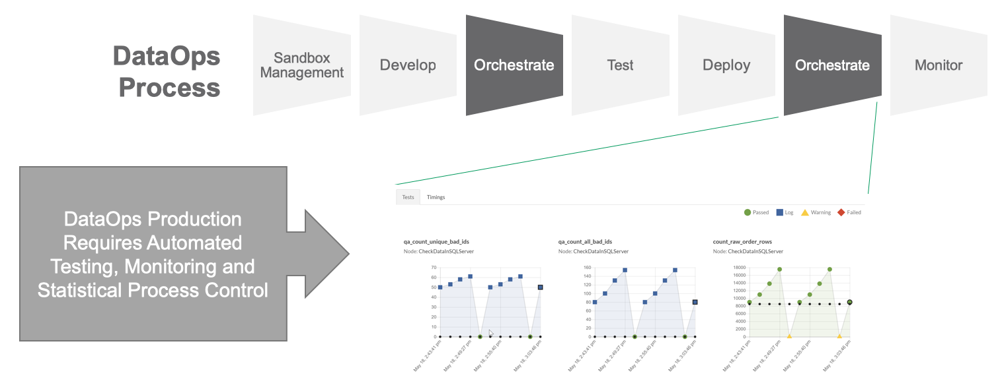 DataOps
Process
Sandbox
Management
Develop
Orchestrate
Test
Deploy
Orchestrate
Monitor
DataOps Production
Requires Automated
Testing, Monitoring and
Statistical Process Control
Tests
Timings
Passed
Log
Warning
Failed
qa_count_unique_bad_ids
Node: CheckDataInSQLServer
70
60
50
40
30
20
10
0
May 18, 2:43:41 pm
May 18, 2:49:27 pm
May 18, 2:55:40 pm
May 18, 3:03:46 pm
qa_count_all_bad_ids
Node: CheckDataInSQLServer
160
140
120
100
80
60
40
20
0
May 18, 2:43:41 pm
May 18, 2:49:27 pm
May 18, 2:55:40 pm
May 18, 3:03:46 pm
count_raw_order_rows
Node: CheckDataInSQLServer
18000
16000
14000
12000
10000
8000
6000
4000
2000
0
May 18, 2:43:41 pm
May 18, 2:49:27 pm
May 18, 2:55:40 pm
May 18, 3:03:46 pm